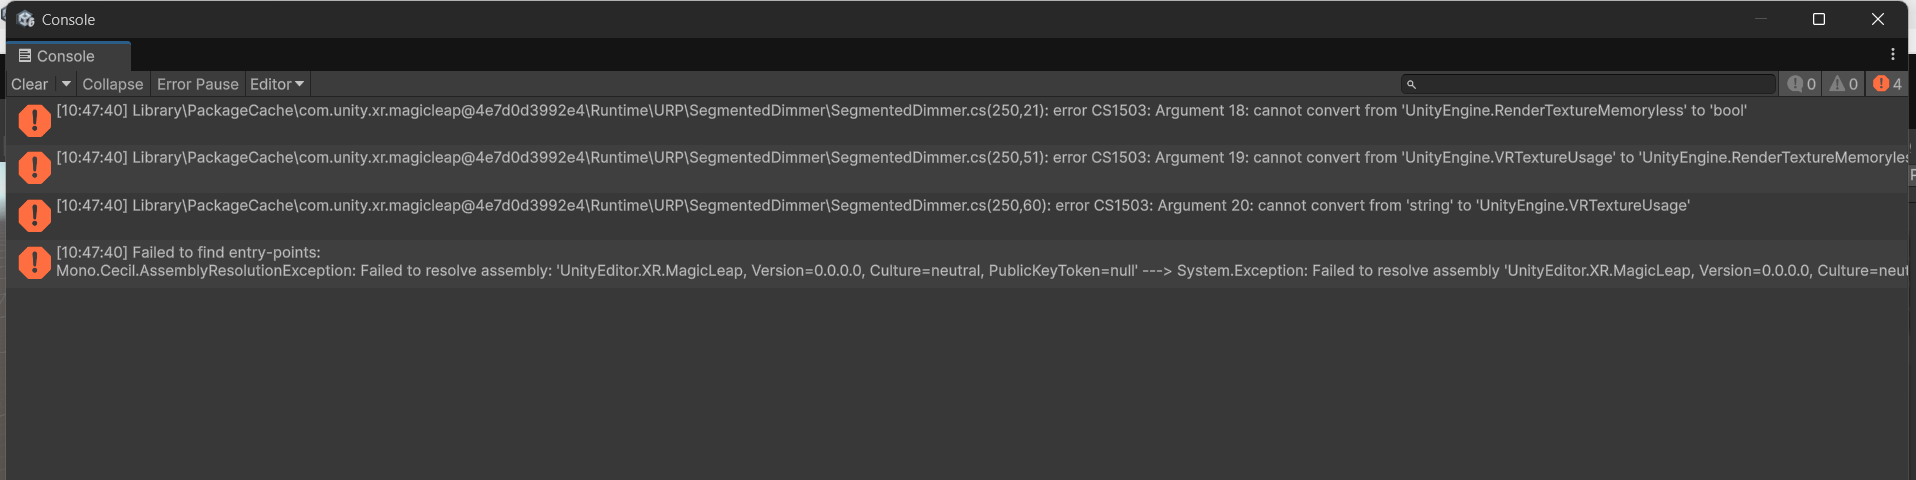 Console
Console
Clear
Collapse
Error Pause
Editor
0
0
4
[10:47:40] Library\PackageCache\com.unity.xr.magicleap@4e7d0d3992e4\Runtime\URP\SegmentedDimmer\SegmentedDimmer.cs(250,21): error CS1503: Argument 18: cannot convert from 'UnityEngine.RenderTextureMemoryless' to 'bool'
[10:47:40] Library\PackageCache\com.unity.xr.magicleap@4e7d0d3992e4\Runtime\URP\SegmentedDimmer\SegmentedDimmer.cs(250,51): error CS1503: Argument 19: cannot convert from 'UnityEngine.VRTextureUsage' to 'UnityEngine.RenderTextureMemoryles
[10:47:40] Library\PackageCache\com.unity.xr.magicleap@4e7d0d3992e4\Runtime\URP\SegmentedDimmer\SegmentedDimmer.cs(250,60): error CS1503: Argument 20: cannot convert from 'string' to 'UnityEngine.VRTextureUsage'
[10:47:40] Failed to find entry-points:
Mono.Cecil.AssemblyResolutionException: Failed to resolve assembly: 'UnityEditor.XR.MagicLeap, Version=0.0.0.0, Culture=neutral, PublicKeyToken=null' ---> System.Exception: Failed to resolve assembly 'UnityEditor.XR.MagicLeap, Version=0.0.0.0, Culture=neut